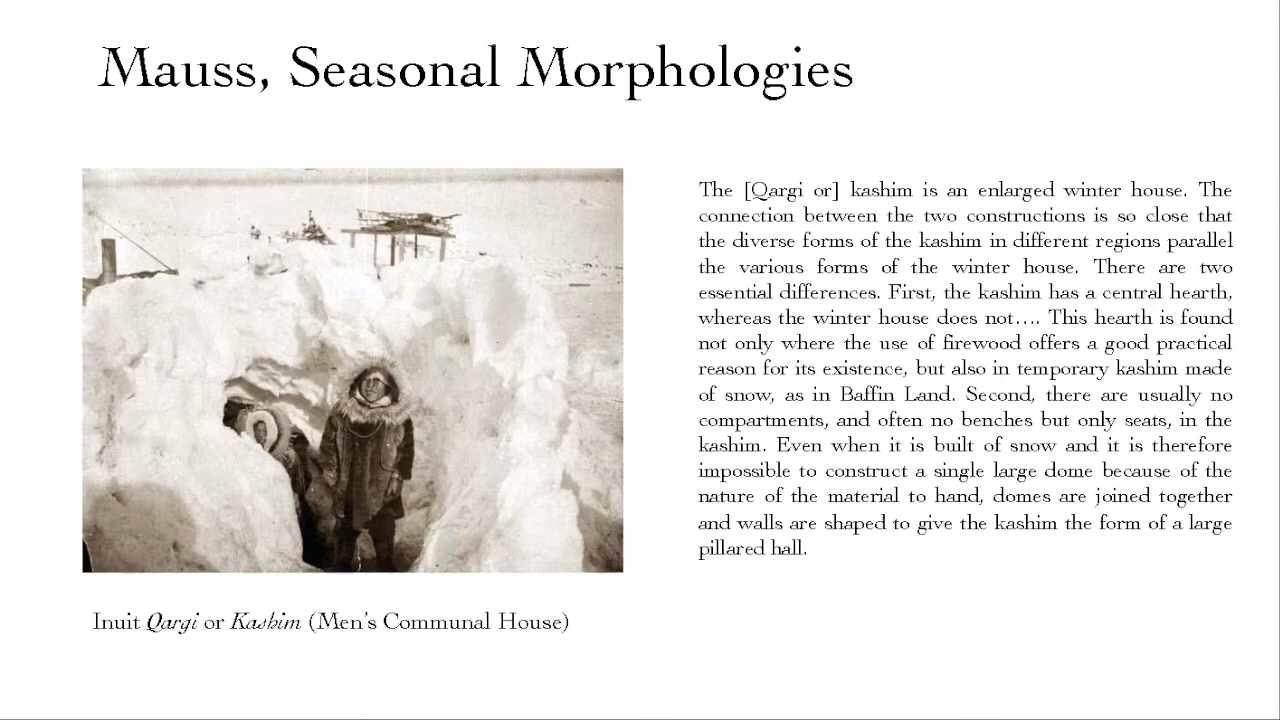 Mauss, Seasonal Morphologies
The [Qargi or] kashim is an enlarged winter house. The
connection between the two constructions is so close that
the diverse forms of the kashim in different regions parallel
the various forms of the winter house. There are two
essential differences. First, the kashim has a central hearth,
whereas the winter house does not…. This hearth is found
not only where the use of firewood offers a good practical
reason for its existence, but also in temporary kashim made
of snow, as in Baffin Land. Second, there are usually no
compartments, and often no benches but only seats, in the
kashim. Even when it is built of snow and it is therefore
impossible to construct a single large dome because of the
nature of the material to hand, domes are joined together
and walls are shaped to give the kashim the form of a large
pillared hall.
Inuit Qargi or Kashim (Men’s Communal House)